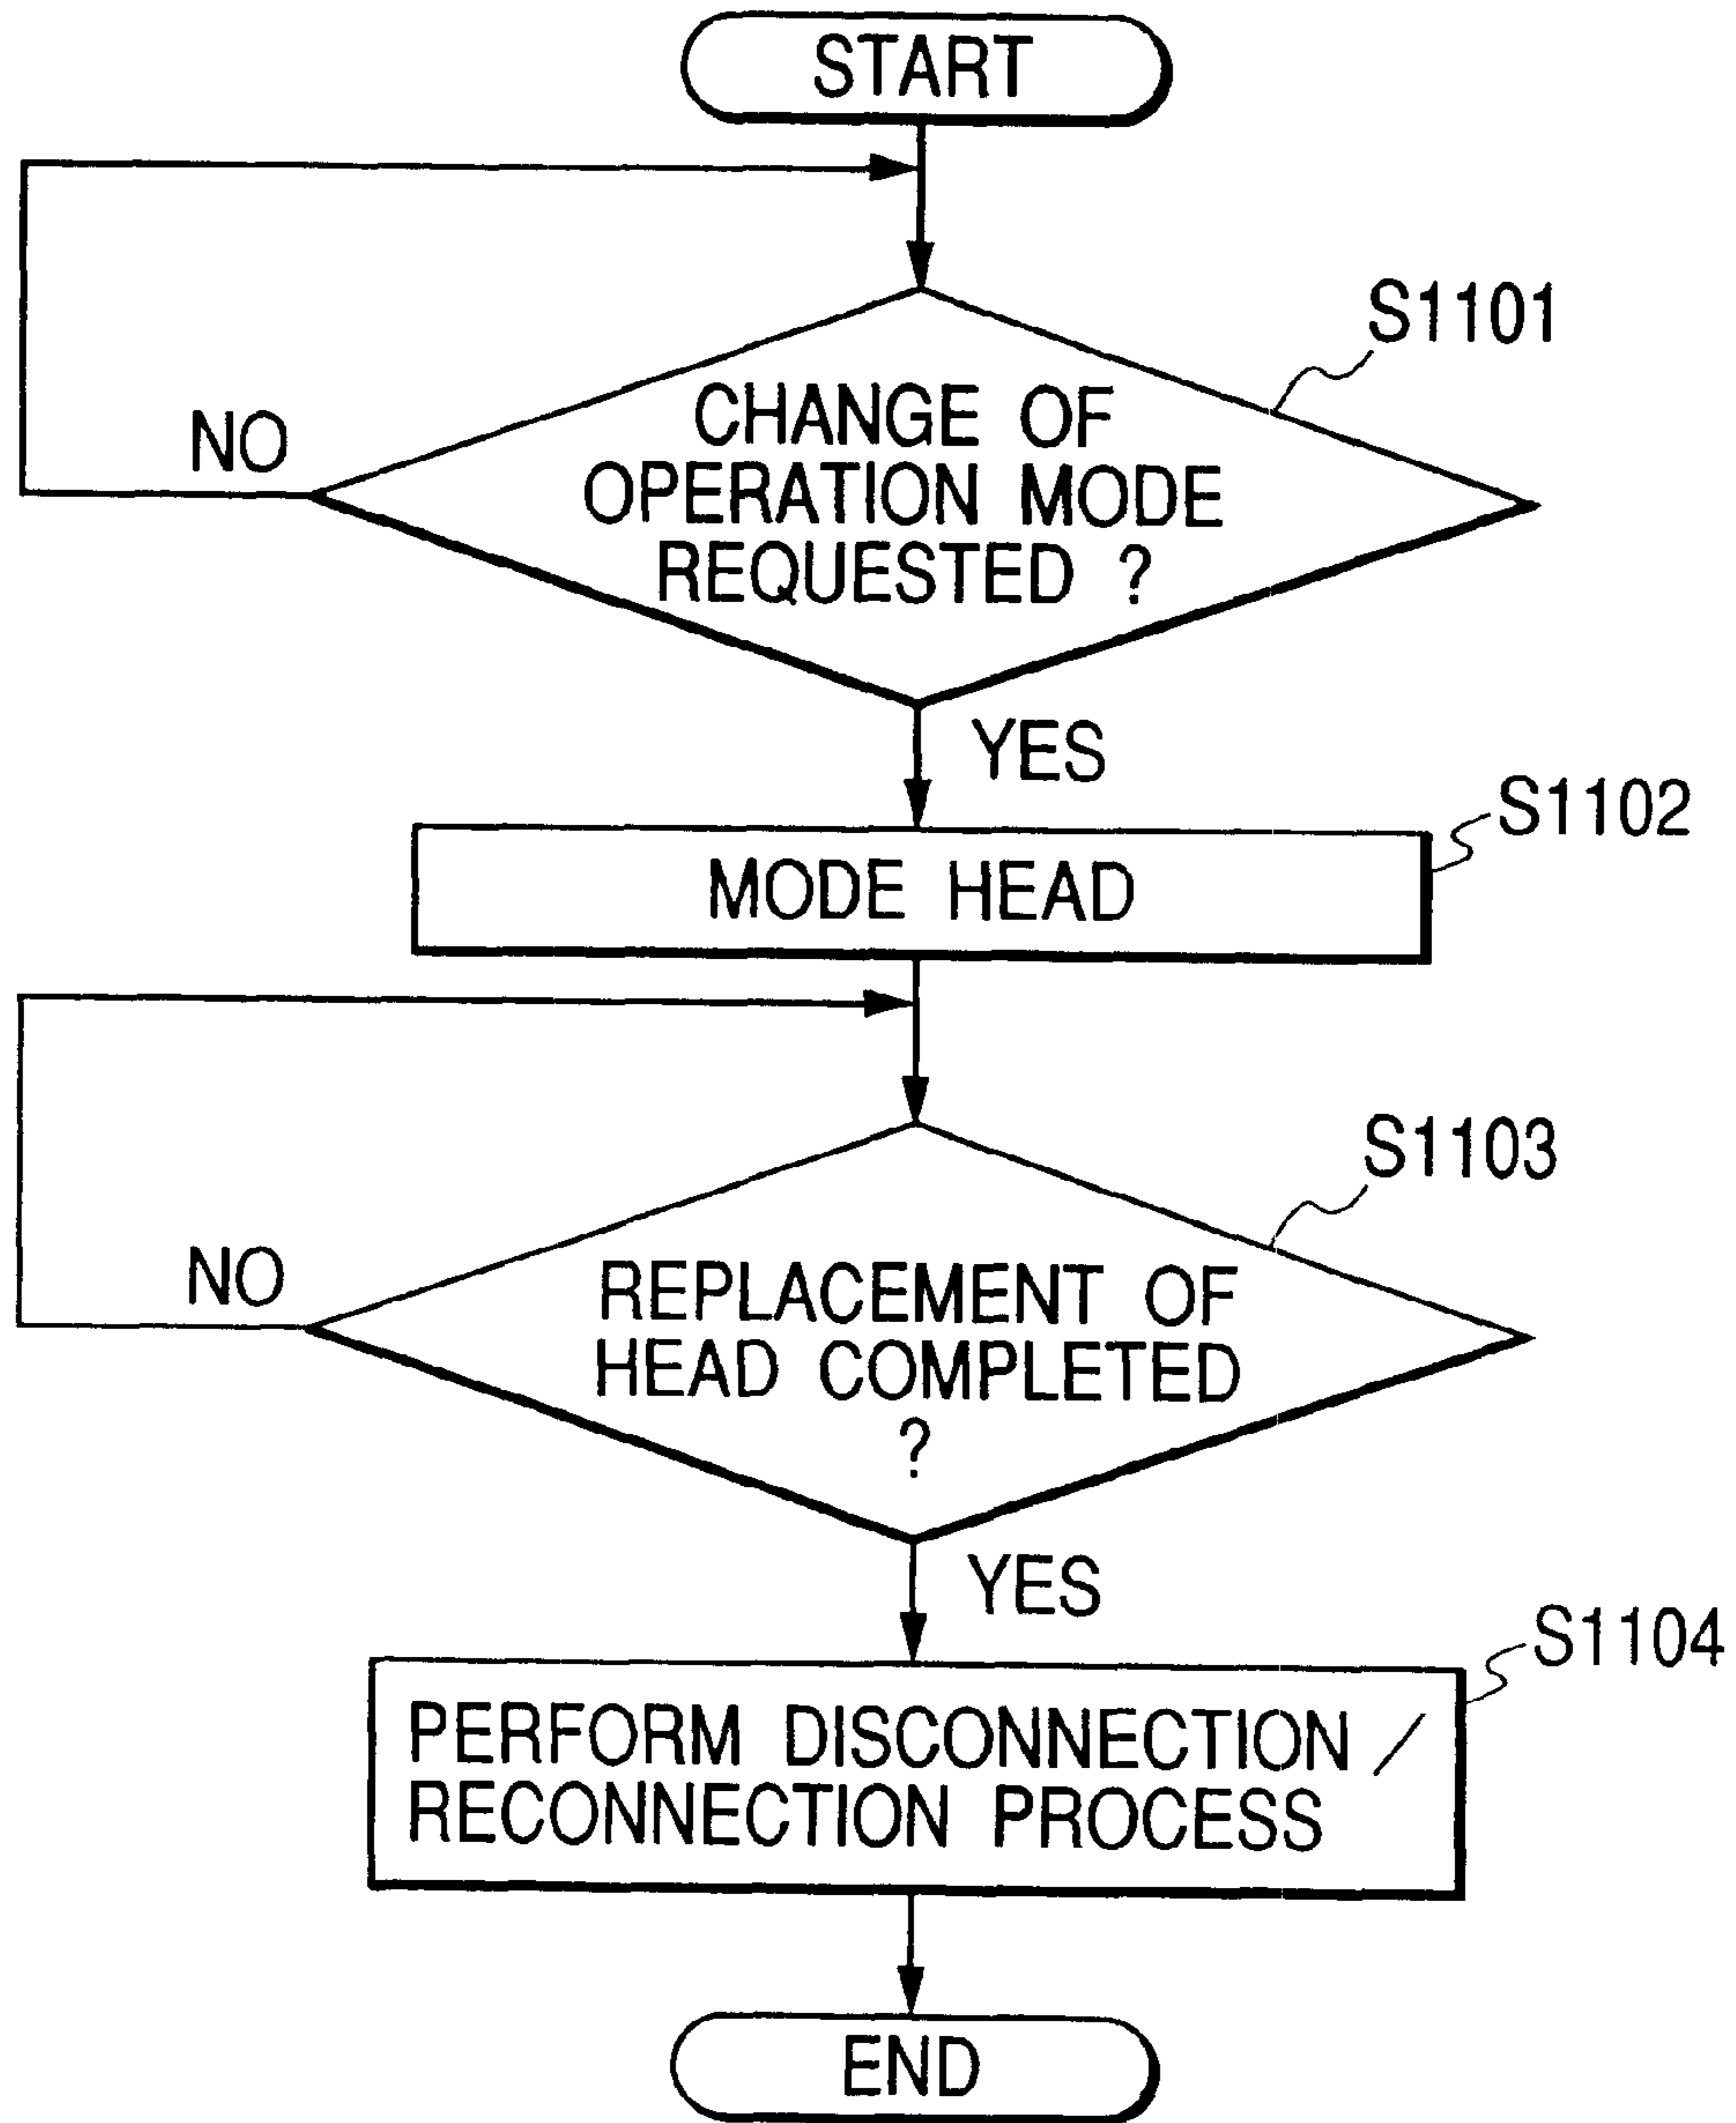 START
S1101
CHANGE OF
OPERATION MODE
REQUESTED ?
NO
YES
S1102
MODE HEAD
S1103
REPLACEMENT OF
HEAD COMPLETED
?
NO
YES
S1104
PERFORM DISCONNECTION /
RECONNECTION PROCESS
END